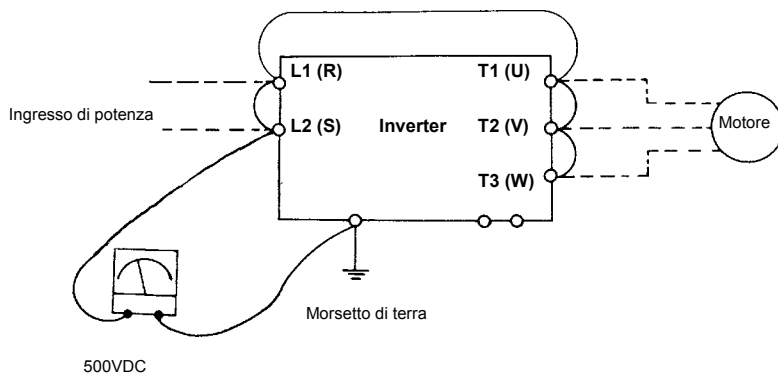 L1 (R)
T1 (U)
Ingresso di potenza
L2 (S)
Inverter
T2 (V)
Motore
T3 (W)
Morsetto di terra
500VDC